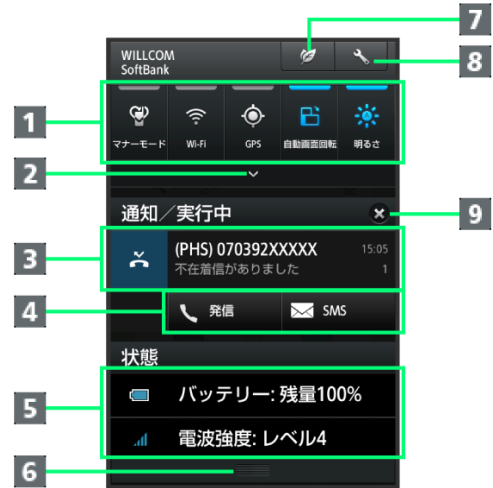 7
WILLCOM
SoftBank
8
1
マナーモード Wi-Fi GPS 自動画面回転 明るさ
2
通知/実行中
9
3
(PHS) 070392XXXXX 15:05
不在着信がありました 1
4
発信 SMS
状態
5
バッテリー: 残量100%
電波強度: レベル4
6